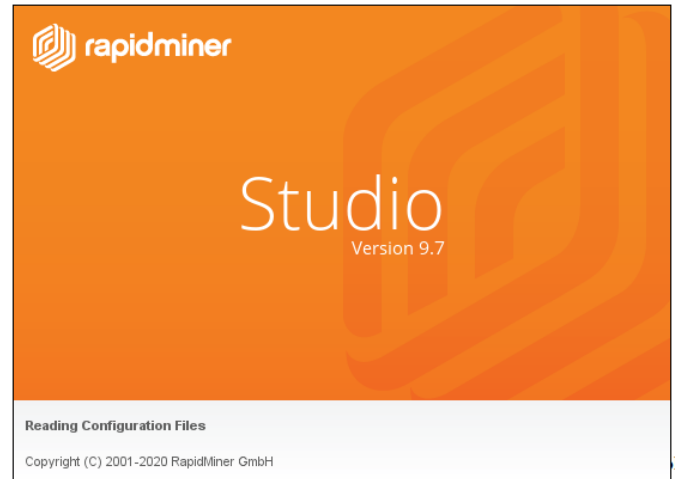 rapidminer
Studio
Version 9.7
Reading Configuration Files
Copyright (C) 2001-2020 RapidMiner GmbH